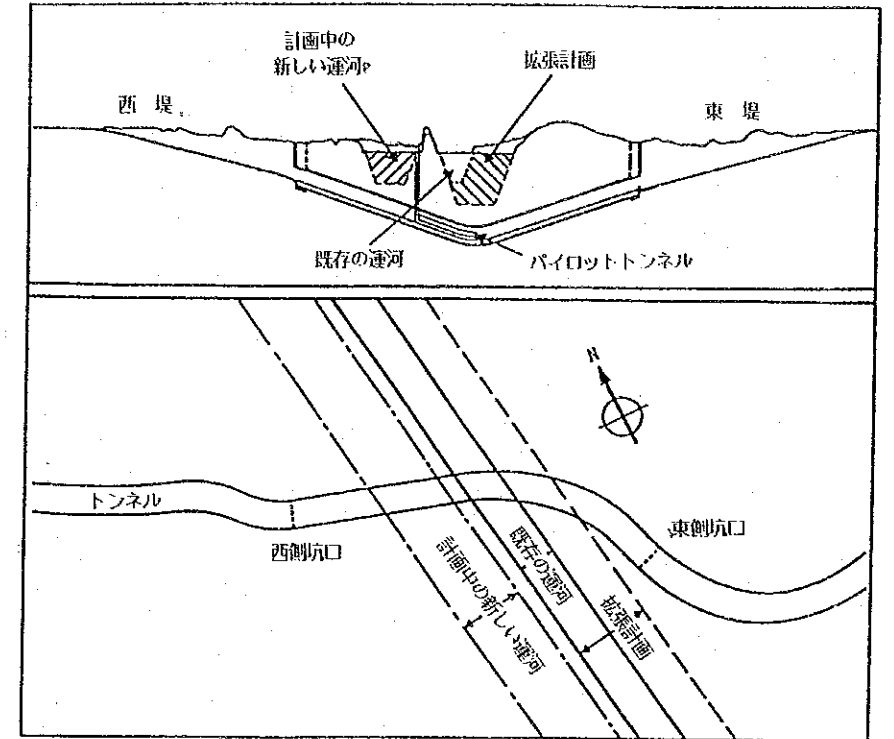 計画中の
新しい運河
拡張計画
西堤
東堤
既存の運河
パイロットトンネル
N
トンネル
西側坑口
東側坑口
既存の運河
計画中の新しい運河
拡張計画